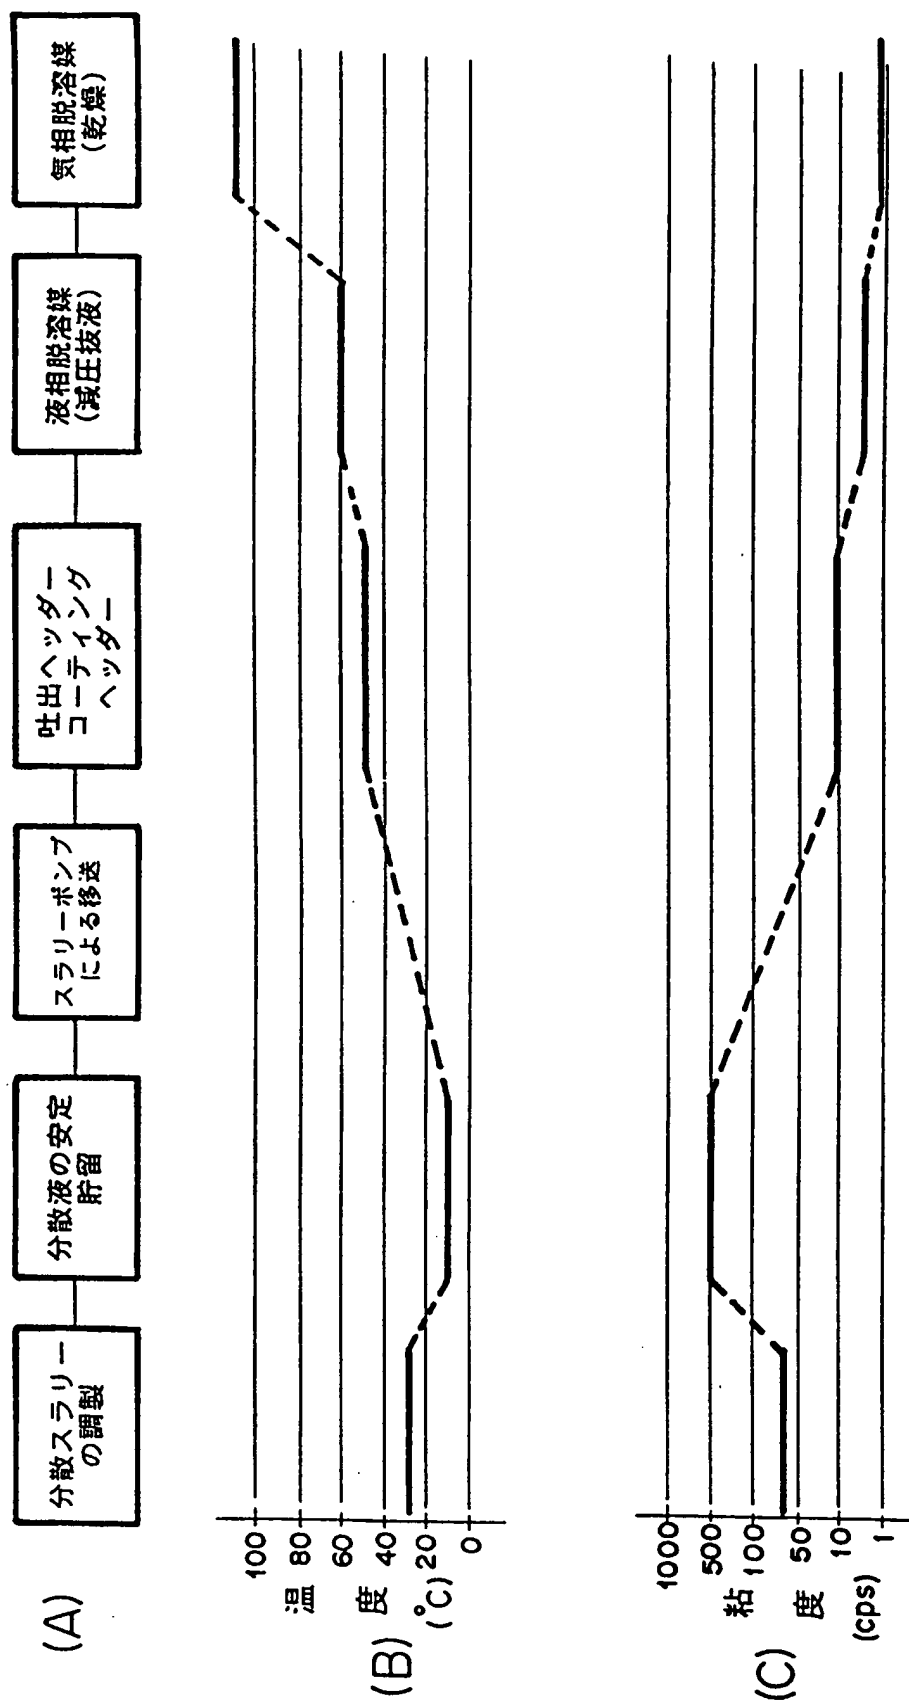 (A)
分散スラリー
の調製
分散液の安定
貯留
スラリーポンプ
による移送
吐出ヘッダー
コーティング
ヘッダー
液相脱溶媒
(減圧抜液)
気相脱溶媒
(乾燥)
(B)
温度
(°C)
100
80
60
40
20
0
(C)
粘度
(cps)
1000
500
100
50
10
1